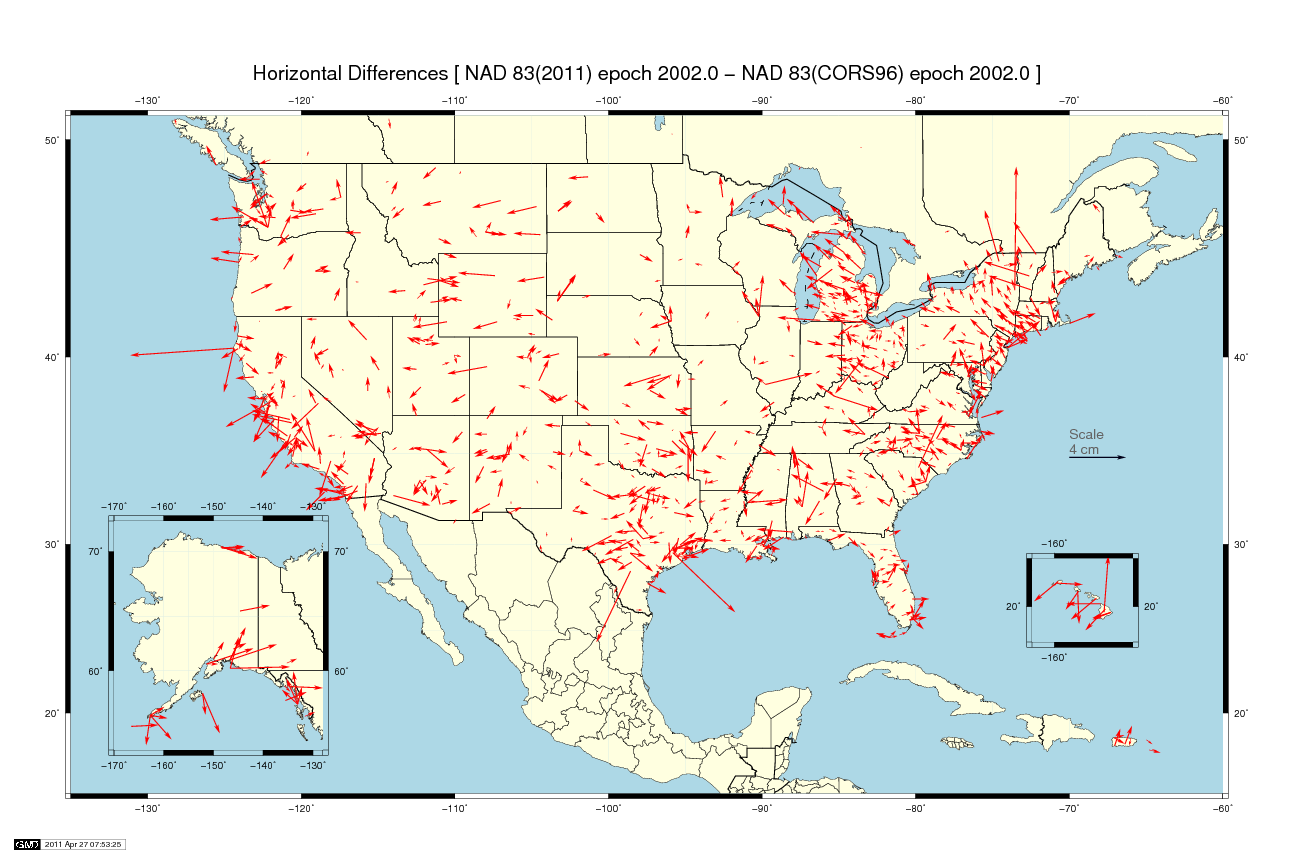 Horizontal Differences [ NAD 83(2011) epoch 2002.0 − NAD 83(CORS96) epoch 2002.0 ]
−130˚ −120˚ −110˚ −100˚ −90˚ −80˚ −70˚ −60˚
50˚ 50˚
40˚ 40˚
Scale
4 cm
−170˚ −160˚ −150˚ −140˚ −130˚
30˚ 30˚
−160˚
70˚ 70˚
20˚ 20˚
−160˚
60˚ 60˚
20˚ 20˚
−170˚ −160˚ −150˚ −140˚ −130˚
−130˚ −120˚ −110˚ −100˚ −90˚ −80˚ −70˚ −60˚
GMT 2011 Apr 27 07:53:25